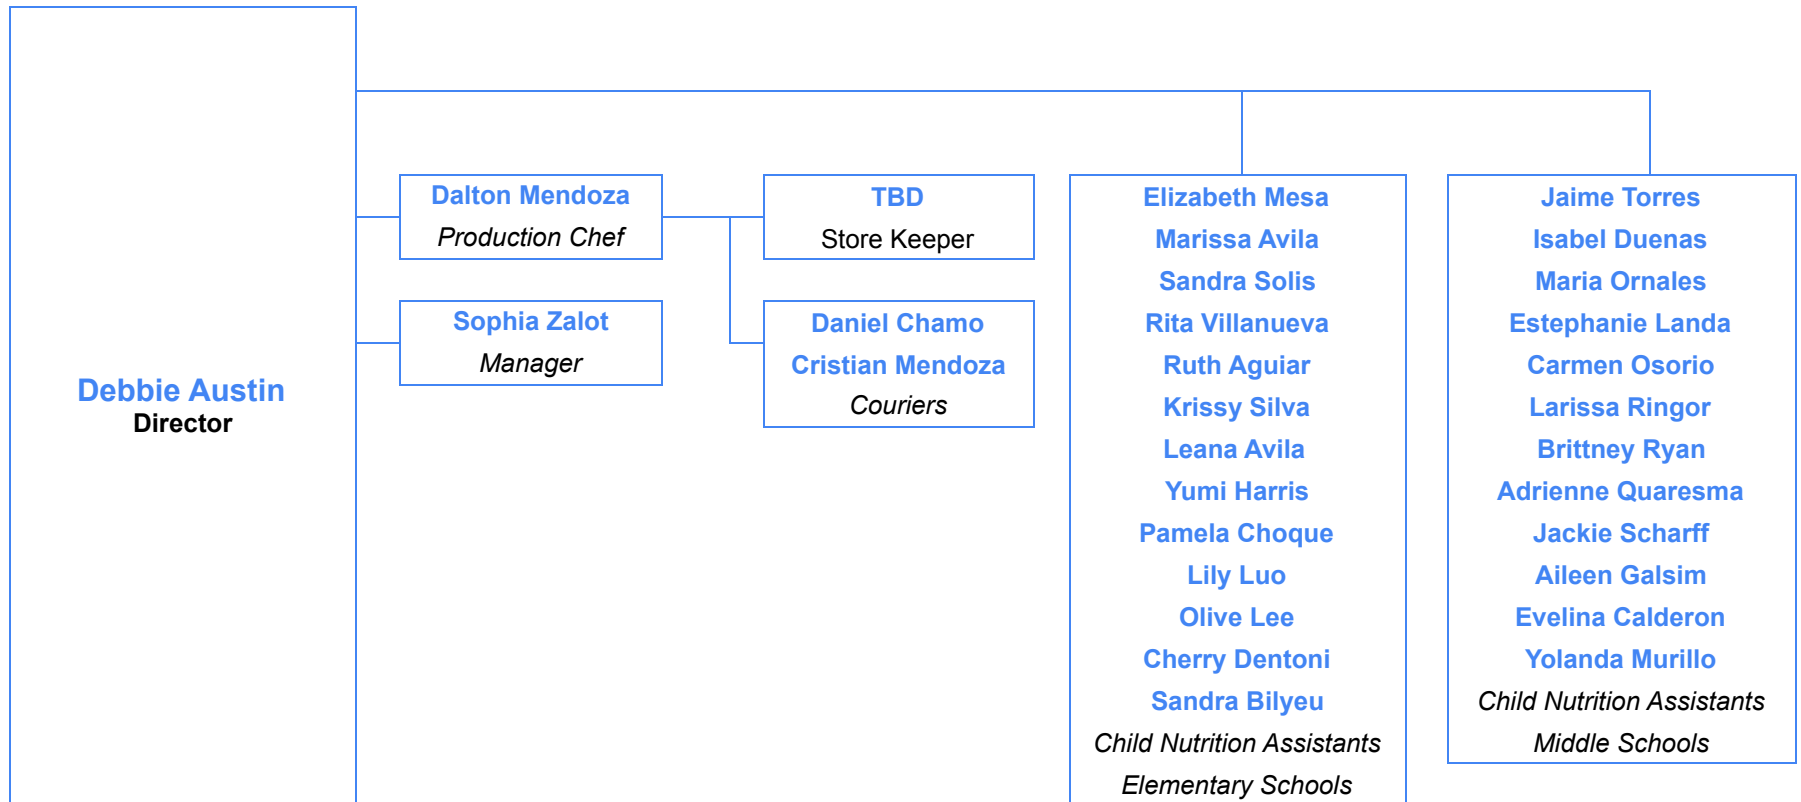 Debbie Austin
Director
Dalton Mendoza
Production Chef
Sophia Zalot
Manager
TBD
Store Keeper
Daniel Chamo
Cristian Mendoza
Couriers
Elizabeth Mesa
Marissa Avila
Sandra Solis
Rita Villanueva
Ruth Aguiar
Krissy Silva
Leana Avila
Yumi Harris
Pamela Choque
Lily Luo
Olive Lee
Cherry Dentoni
Sandra Bilyeu
Child Nutrition Assistants
Elementary Schools
Jaime Torres
Isabel Duenas
Maria Ornales
Estephanie Landa
Carmen Osorio
Larissa Ringor
Brittney Ryan
Adrienne Quaresma
Jackie Scharff
Aileen Galsim
Evelina Calderon
Yolanda Murillo
Child Nutrition Assistants
Middle Schools